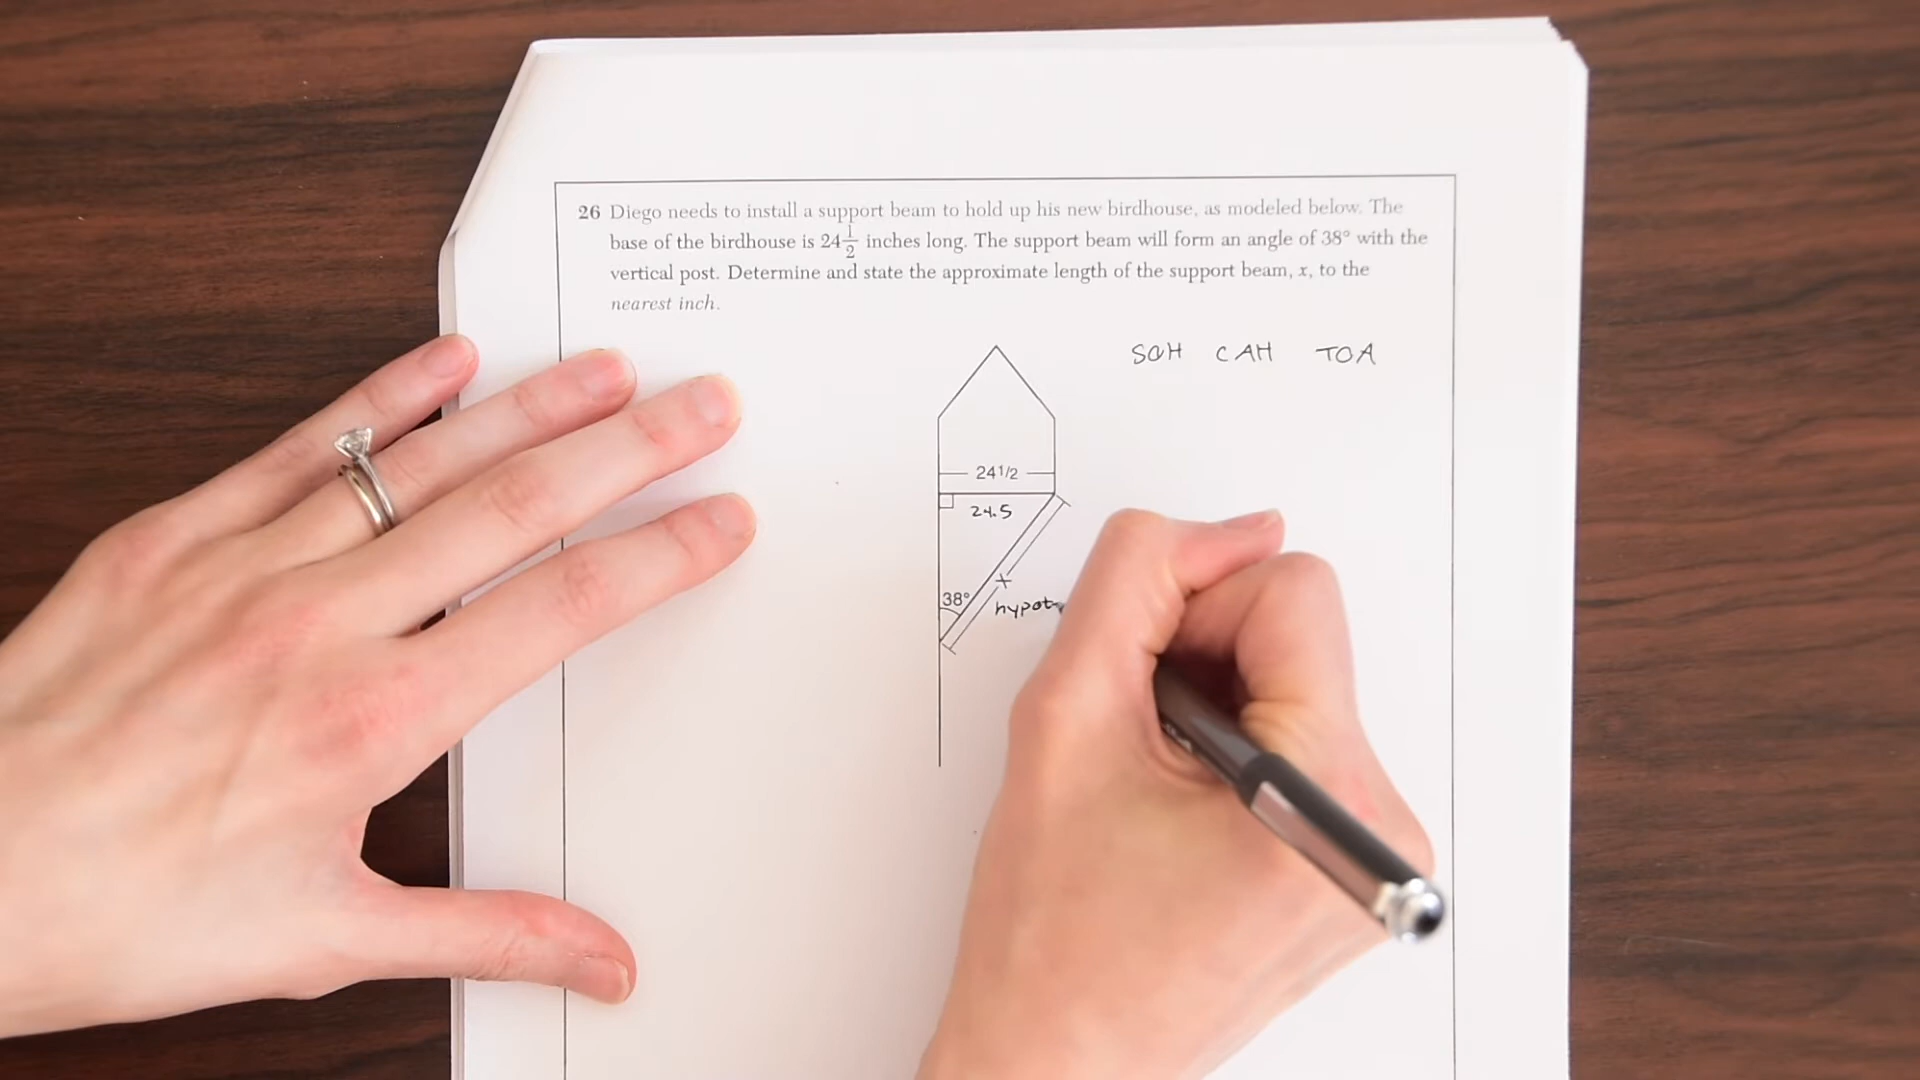 26 Diego needs to install a support beam to hold up his new birdhouse, as modeled below. The
base of the birdhouse is 24 1/2 inches long. The support beam will form an angle of 38° with the
vertical post. Determine and state the approximate length of the support beam, x, to the
nearest inch.
SOH CAH TOA
24 1/2
24.5
x
38°
hypot